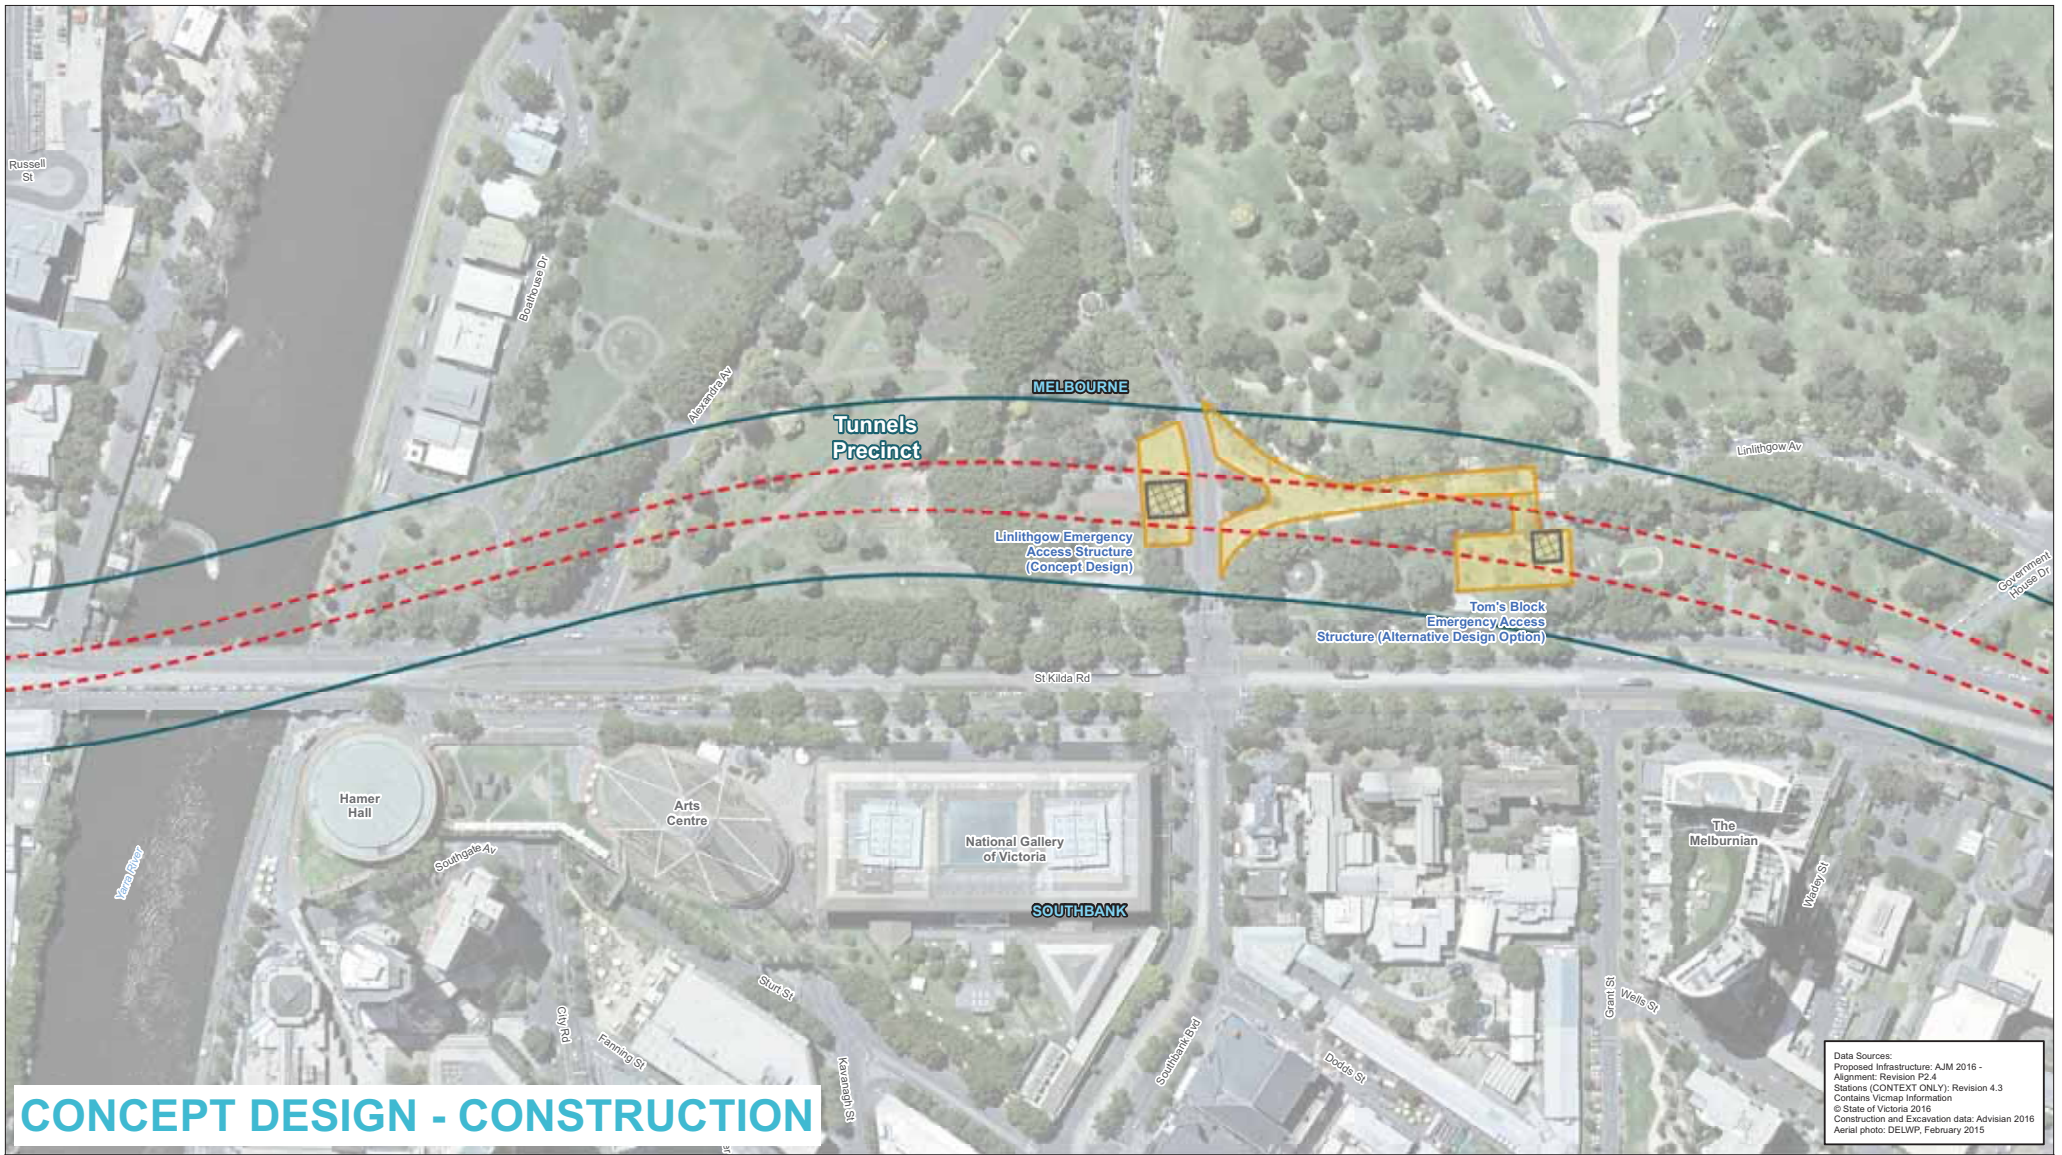 Russell
St
Boathouse Dr
Alexandra Av
MELBOURNE
Tunnels
Precinct
Linlithgow Av
Linlithgow Emergency
Access Structure
(Concept Design)
Government
House Dr
Tom's Block
Emergency Access
Structure (Alternative Design Option)
St Kilda Rd
Hamer
Hall
Arts
Centre
National Gallery
of Victoria
The
Melburnian
Southgate Av
Yarra River
Wadey St
SOUTHBANK
Sturt St
City Rd
Fanning St
Kavanagh St
Southbank Bvd
Dodds St
Grant St
Wells St
CONCEPT DESIGN - CONSTRUCTION
Data Sources:
Proposed Infrastructure: AJM 2016 -
Alignment: Revision P2.4
Stations (CONTEXT ONLY): Revision 4.3
Contains Vicmap Information
© State of Victoria 2016
Construction and Excavation data: Advisian 2016
Aerial photo: DELWP, February 2015